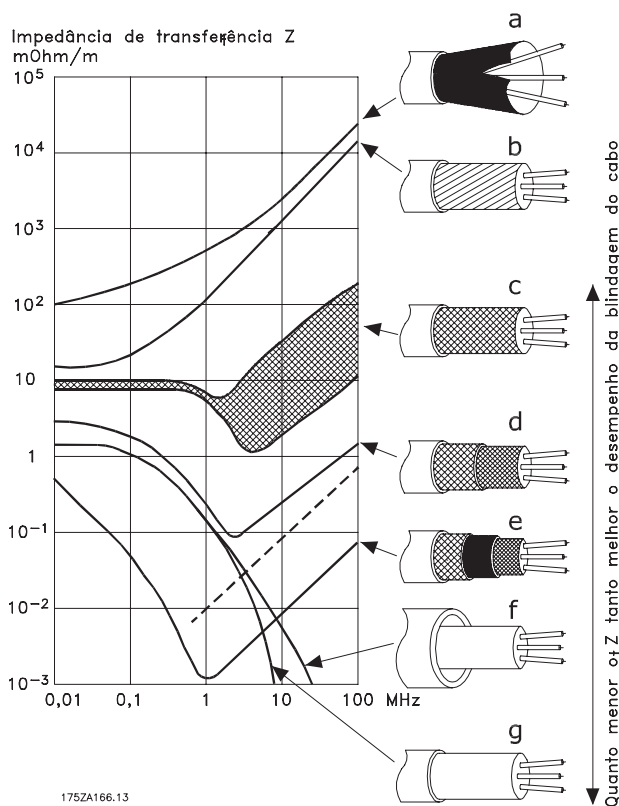 Impedância de transferência Z
mOhm/m
10⁵
10⁴
10³
10²
10
1
10⁻¹
10⁻²
10⁻³
0,01 0,1 1 10 100 MHz
a
b
c
d
e
f
g
Quanto menor o Z tanto melhor o desempenho da blindagem do cabo
175ZA166.13